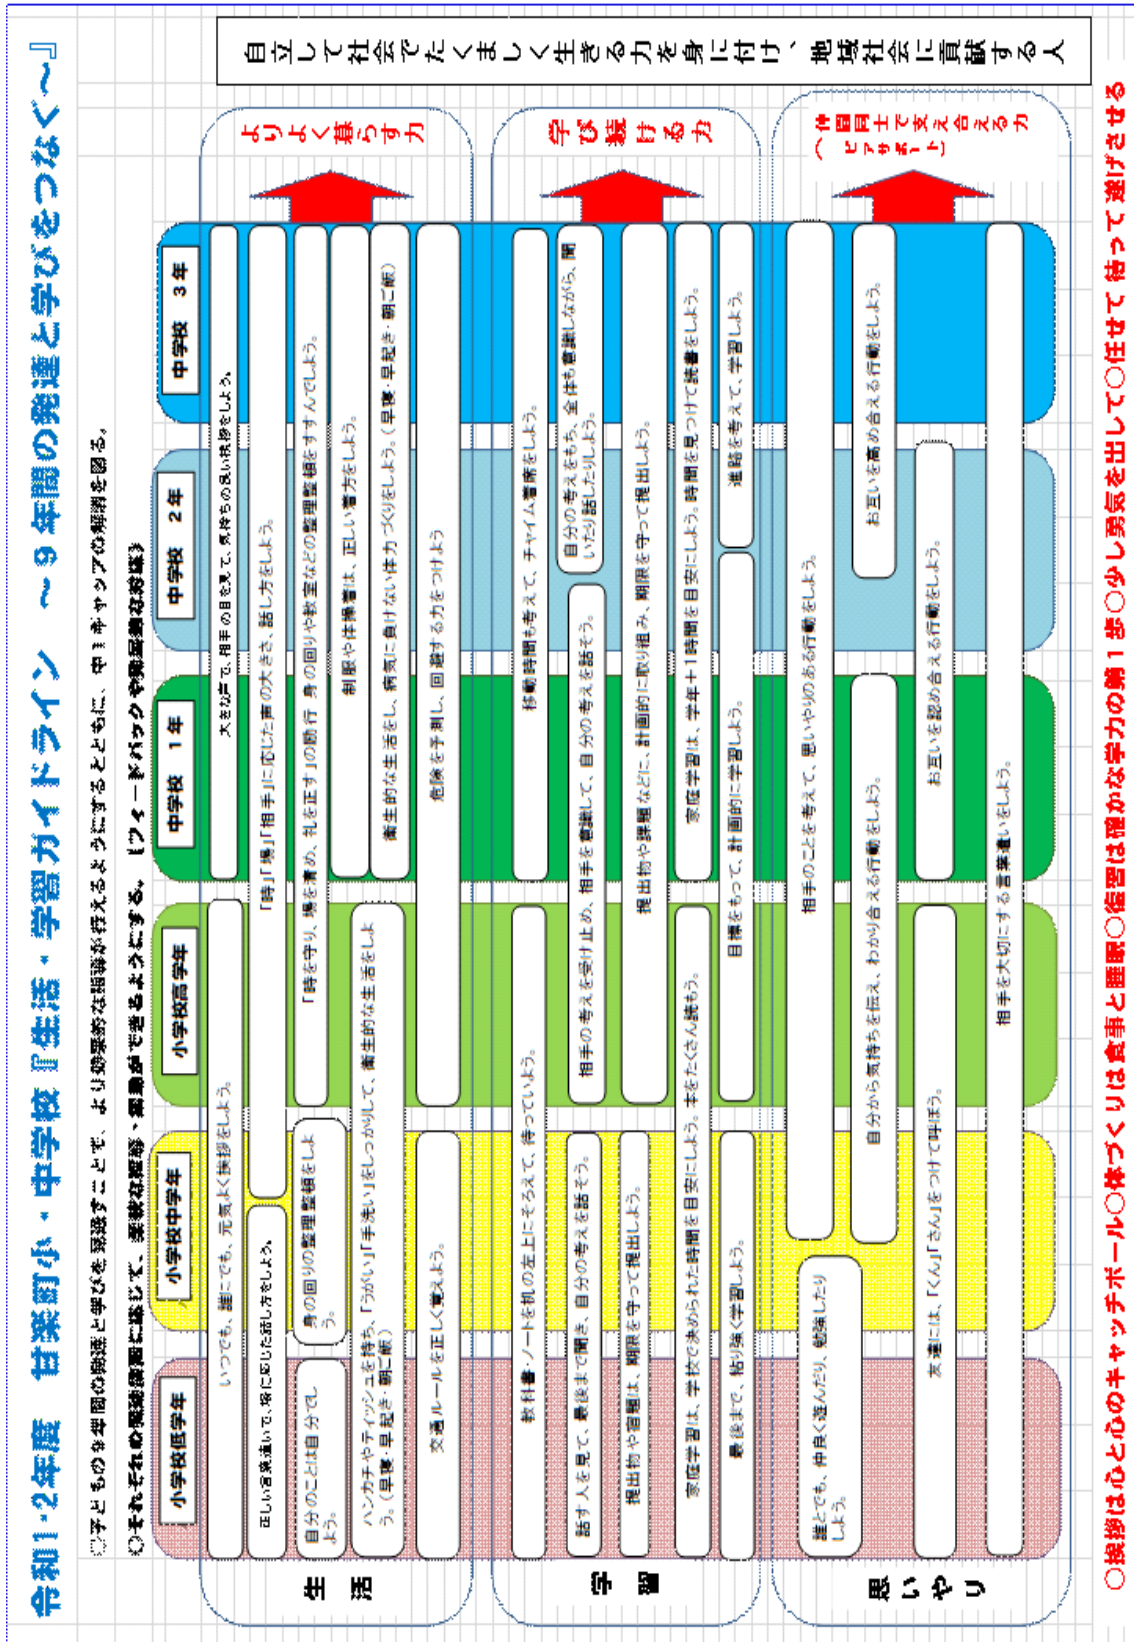 令和1・2年度　甘楽町小・中学校『生活・学習ガイドライン　～9年間の発達と学びをつなぐ～』
○子どもの9年間の発達と学びを見通すことで、より効果的な指導が行えるようにするとともに、中1ギャップの解消を図る。
○それぞれの発達段階に応じて、柔軟な指導・援助ができるようにする。
小学校低学年
小学校中学年
小学校高学年
中学校　1年
中学校　2年
中学校　3年
生活
いつでも、誰にでも、元気よく挨拶をしよう。
大きな声で、相手の目を見て、気持ちの良い挨拶をしよう。
正しい言葉遣いで、場に応じた話し方をしよう。
「時」「場」「相手」に応じた声の大きさ、話し方をしよう。
自分のことは自分でし
よう。
身の回りの整理整頓をしよ
う。
「時を守り、場を清め、礼を正す」の励行　身の回りや教室などの整理整頓をすすんでしよう。
制服や体操着は、正しい着方をしよう。
ハンカチやティッシュを持ち、「うがい」「手洗い」をしっかりして、衛生的な生活をしよ
う。（早寝・早起き・朝ご飯）
衛生的な生活をし、病気に負けない体力づくりをしよう。（早寝・早起き・朝ご飯）
交通ルールを正しく覚えよう。
危険を予測し、回避する力をつけよう
よりよく暮らす力
学習
教科書・ノートを机の左上にそろえて、待っていよう。
移動時間も考えて、チャイム着席をしよう。
話す人を見て、最後まで聞き、自分の考えを話そう。
相手の考えを受け止め、相手を意識して、自分の考えを話そう。
自分の考えをもち、全体も意識しながら、聞
いたり話したりしよう。
提出物や宿題は、期限を守って提出しよう。
提出物や課題などに、計画的に取り組み、期限を守って提出しよう。
家庭学習は、学校で決められた時間を目安にしよう。本をたくさん読もう。
家庭学習は、学年＋1時間を目安にしよう。時間を見つけて読書をしよう。
最後まで、粘り強く学習しよう。
目標をもって、計画的に学習しよう。
進路を考えて、学習しよう。
学び続ける力
思いやり
誰とでも、仲良く遊んだり、勉強したり
しよう。
相手のことを考えて、思いやりのある行動をしよう。
自分から気持ちを伝え、わかり合える行動をしよう。
お互いを高め合える行動をしよう。
友達には、「くん」「さん」をつけて呼ぼう。
お互いを認め合える行動をしよう。
相手を大切にする言葉遣いをしよう。
仲間同士で支え合える力
（ピアサポート）
自立して社会でたくましく生きる力を身に付け、地域社会に貢献する人
○挨拶は心と心のキャッチボール○体づくりは食事と睡眠○復習は確かな学力の第1歩○少し勇気を出して○任せて 待って 遂げさせる